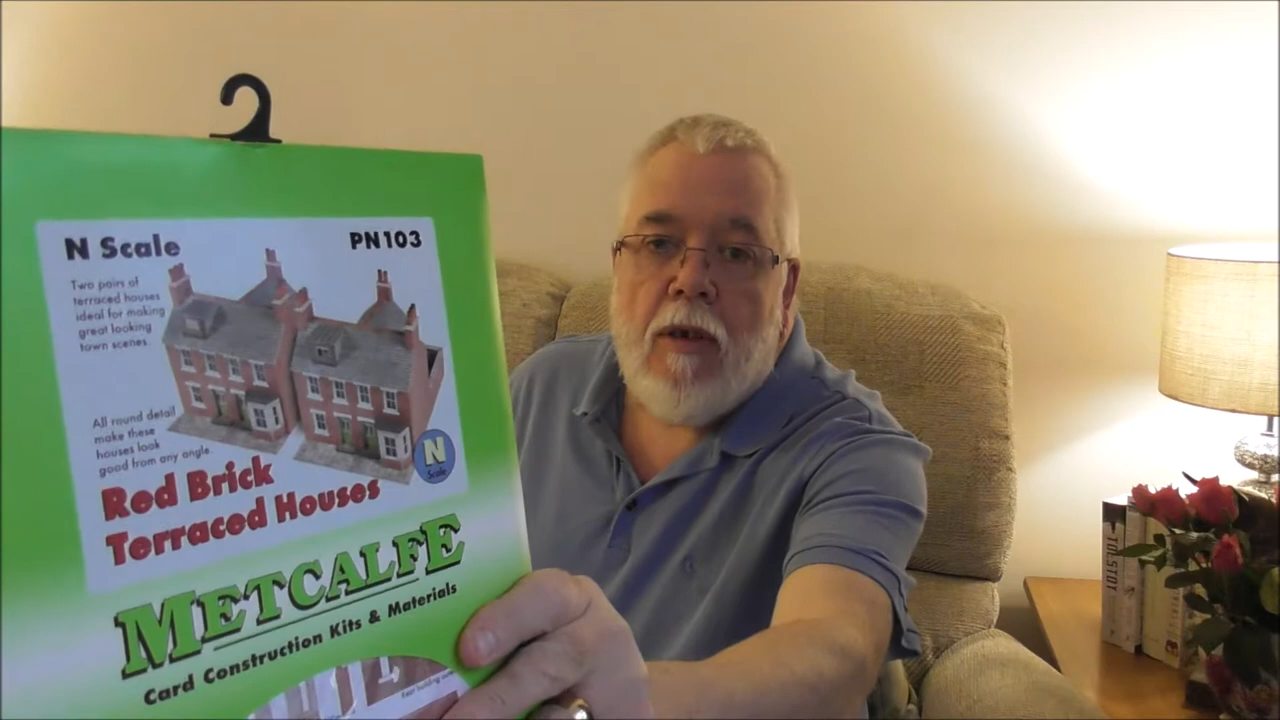 N Scale
PN103
Two pairs of
terraced houses
ideal for making
great looking
town scenes.
All round detail
make these
houses look
good from any angle.
N
Scale
Red Brick
Terraced Houses
METCALFE
Card Construction Kits & Materials
TOLSTOY